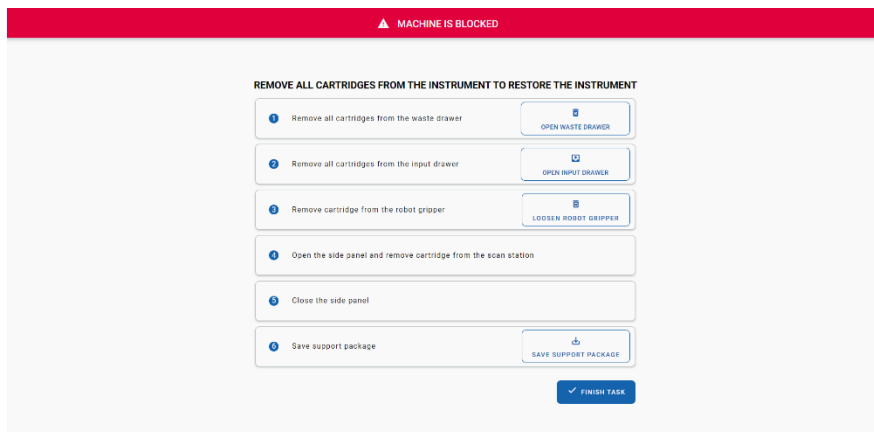 MACHINE IS BLOCKED
REMOVE ALL CARTRIDGES FROM THE INSTRUMENT TO RESTORE THE INSTRUMENT
1 Remove all cartridges from the waste drawer
OPEN WASTE DRAWER
2 Remove all cartridges from the input drawer
OPEN INPUT DRAWER
3 Remove cartridge from the robot gripper
LOOSEN ROBOT GRIPPER
4 Open the side panel and remove cartridge from the scan station
5 Close the side panel
6 Save support package
SAVE SUPPORT PACKAGE
FINISH TASK